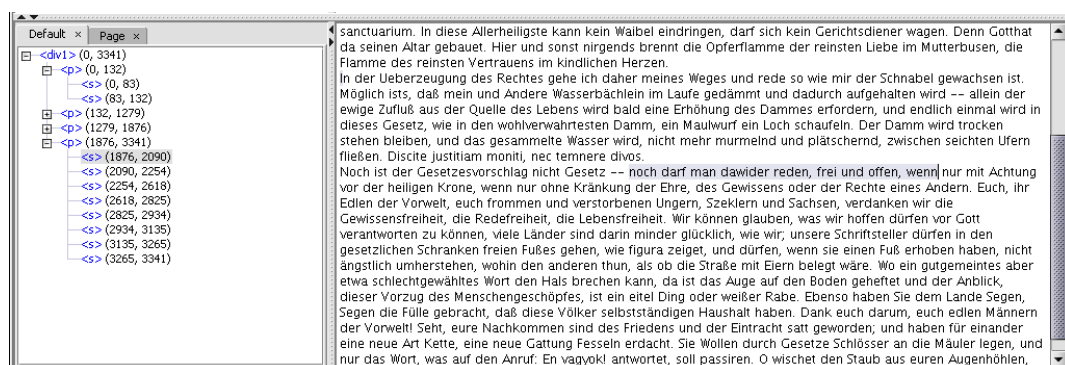 Default ×
Page ×
<div1> (0, 3341)
<p> (0, 132)
<s> (0, 83)
<s> (83, 132)
<p> (132, 1279)
<p> (1279, 1876)
<p> (1876, 3341)
<s> (1876, 2090)
<s> (2090, 2254)
<s> (2254, 2618)
<s> (2618, 2825)
<s> (2825, 2934)
<s> (2934, 3135)
<s> (3135, 3265)
<s> (3265, 3341)
sanctuarium. In diese Allerheiligste kann kein Waibel eindringen, darf sich kein Gerichtsdiener wagen. Denn Gotthat
da seinen Altar gebauet. Hier und sonst nirgends brennt die Opferflamme der reinsten Liebe im Mutterbusen, die
Flamme des reinsten Vertrauens im kindlichen Herzen.
In der Ueberzeugung des Rechtes gehe ich daher meines Weges und rede so wie mir der Schnabel gewachsen ist.
Möglich ists, daß mein und Andere Wasserbächlein im Laufe gedämmt und dadurch aufgehalten wird -- allein der
ewige Zufluß aus der Quelle des Lebens wird bald eine Erhöhung des Dammes erfordern, und endlich einmal wird in
dieses Gesetz, wie in den wohlverwahrtesten Damm, ein Maulwurf ein Loch schaufeln. Der Damm wird trocken
stehen bleiben, und das gesammelte Wasser wird, nicht mehr murmelnd und plätschernd, zwischen seichten Ufern
fließen. Discite justitiam moniti, nec temnere divos.
Noch ist der Gesetzesvorschlag nicht Gesetz -- noch darf man dawider reden, frei und offen, wenn nur mit Achtung
vor der heiligen Krone, wenn nur ohne Kränkung der Ehre, des Gewissens oder der Rechte eines Andern. Euch, ihr
Edlen der Vorwelt, euch frommen und verstorbenen Ungern, Szeklern und Sachsen, verdanken wir die
Gewissensfreiheit, die Redefreiheit, die Lebensfreiheit. Wir können glauben, was wir hoffen dürfen vor Gott
verantworten zu können, viele Länder sind darin minder glücklich, wie wir; unsere Schriftsteller dürfen in den
gesetzlichen Schranken freien Fußes gehen, wie figura zeiget, und dürfen, wenn sie einen Fuß erhoben haben, nicht
ängstlich umherstehen, wohin den anderen thun, als ob die Straße mit Eiern belegt wäre. Wo ein gutgemeintes aber
etwa schlechtgewähltes Wort den Hals brechen kann, da ist das Auge auf den Boden geheftet und der Anblick,
dieser Vorzug des Menschengeschöpfes, ist ein eitel Ding oder weißer Rabe. Ebenso haben Sie dem Lande Segen,
Segen die Fülle gebracht, daß diese Völker selbstständigen Haushalt haben. Dank euch darum, euch edlen Männern
der Vorwelt! Seht, eure Nachkommen sind des Friedens und der Eintracht satt geworden; und haben für einander
eine neue Art Kette, eine neue Gattung Fesseln erdacht. Sie Wollen durch Gesetze Schlösser an die Mäuler legen, und
nur das Wort, was auf den Anruf: En vagyok! antwortet, soll passiren. O wischet den Staub aus euren Augenhöhlen,